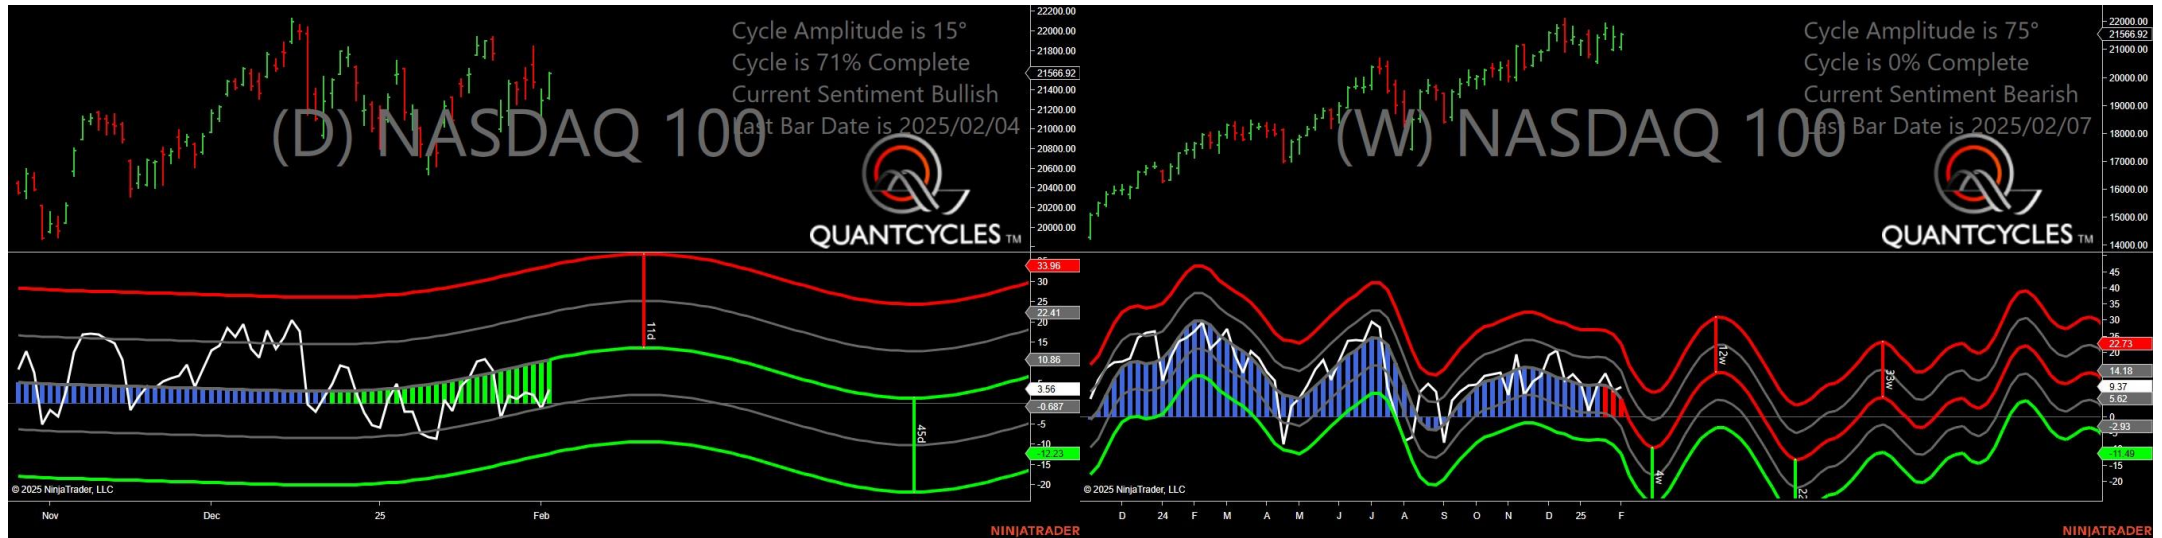 Cycle Amplitude is 15°
Cycle is 71% Complete
Current Sentiment Bullish
Last Bar Date is 2025/02/04
(D) NASDAQ 100
QUANTCYCLES TM
22200.00
22000.00
21800.00
21566.92
21400.00
21200.00
21000.00
20800.00
20600.00
20400.00
20200.00
20000.00
33.96
30
25
22.41
20
15
10.86
3.56
-0.687
-5
-10
-12.23
-15
-20
11d
45d
© 2025 NinjaTrader, LLC
Nov Dec 25 Feb
NINJATRADER
Cycle Amplitude is 75°
Cycle is 0% Complete
Current Sentiment Bearish
Last Bar Date is 2025/02/07
(W) NASDAQ 100
QUANTCYCLES TM
22000.00
21566.92
21000.00
20000.00
19000.00
18000.00
17000.00
16000.00
15000.00
14000.00
45
40
35
30
22.73
20
14.18
9.37
5.62
0
-2.93
-11.49
-15
-20
12w
33w
4w
22
© 2025 NinjaTrader, LLC
D 24 F M A M J J A S O N D 25 F
NINJATRADER